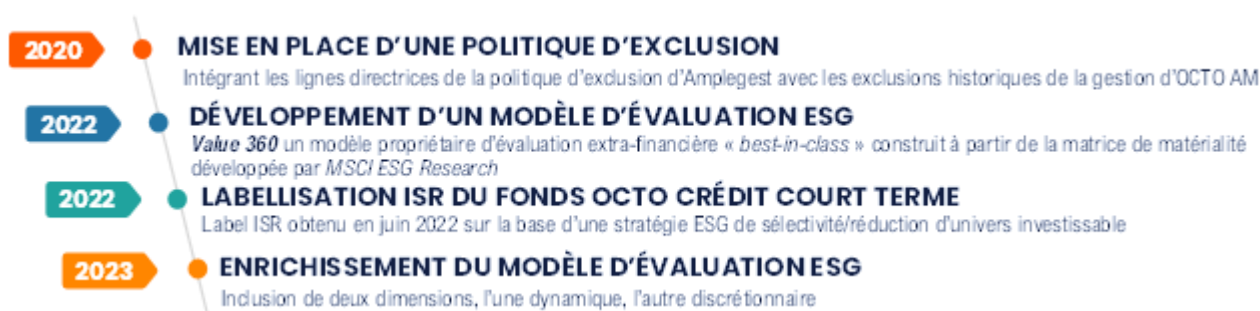 2020
MISE EN PLACE D'UNE POLITIQUE D'EXCLUSION
Intégrant les lignes directrices de la politique d'exclusion d'Amplegest avec les exclusions historiques de la gestion d'OCTO AM
2022
DÉVELOPPEMENT D'UN MODÈLE D'ÉVALUATION ESG
Value 360 un modèle propriétaire d'évaluation extra-financière « best-in-class » construit à partir de la matrice de matérialité
développée par MSCI ESG Research
2022
LABELLISATION ISR DU FONDS OCTO CRÉDIT COURT TERME
Label ISR obtenu en juin 2022 sur la base d'une stratégie ESG de sélectivité/réduction d'univers investissable
2023
ENRICHISSEMENT DU MODÈLE D'ÉVALUATION ESG
Inclusion de deux dimensions, l'une dynamique, l'autre discrétionnaire